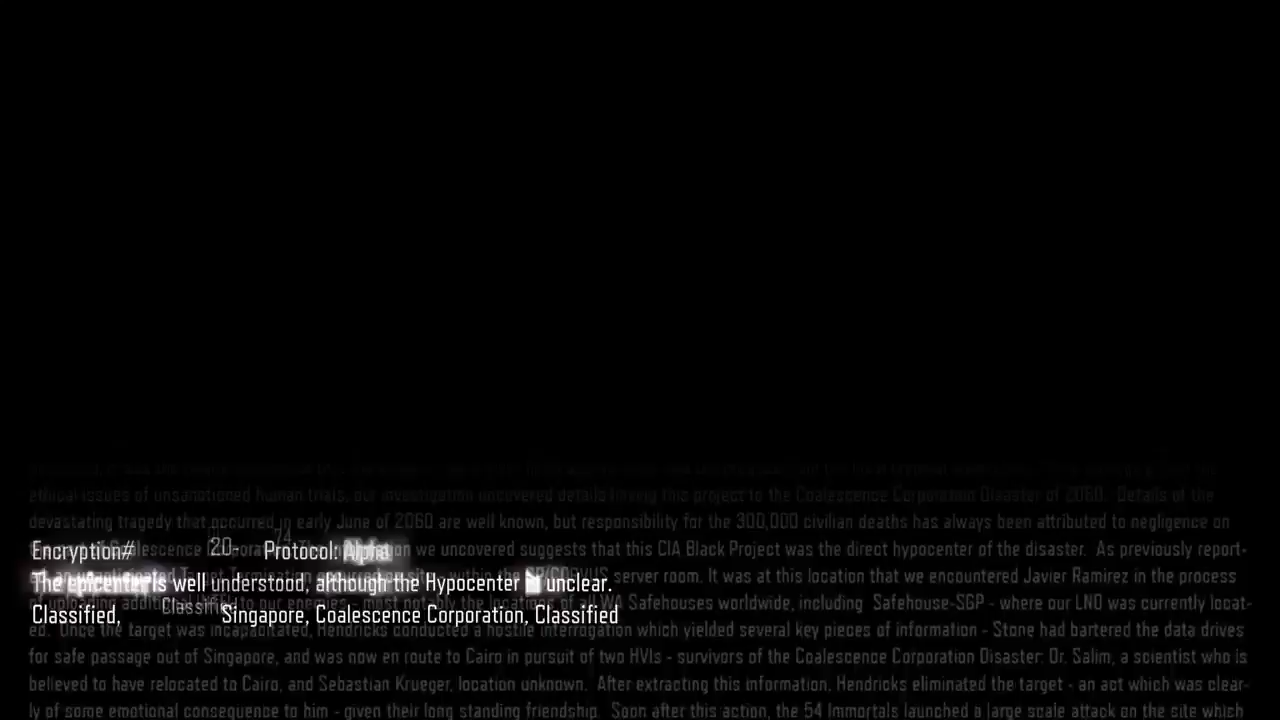 ethical issues of unsanctioned human trials, our investigation uncovered details linking this project to the Coalescence Corporation Disaster of 2060. Details of the
devastating tragedy that occurred in early June of 2060 are well known, but responsibility for the 300,000 civilian deaths has always been attributed to negligence on
we uncovered suggests that this CIA Black Project was the direct hypocenter of the disaster. As previously report-
Encryption# 20- 74 Protocol: Alpha
server room. It was at this location that we encountered Javier Ramirez in the process
The epicenter is well understood, although the Hypocenter unclear.
to our enemies, most notably the locations of WLWA Safehouses worldwide, including Safehouse-SGP - where our LNO was currently locat-
Classified, Classifi Singapore, Coalescence Corporation, Classified
ed. Once the target was incapacitated, Hendricks conducted a hostile interrogation which yielded several key pieces of information - Stone had bartered the data drives
for safe passage out of Singapore, and was now en route to Cairo in pursuit of two HVIs - survivors of the Coalescence Corporation Disaster: Dr. Salim, a scientist who is
believed to have relocated to Cairo, and Sebastian Krueger, location unknown. After extracting this information, Hendricks eliminated the target - an act which was clear-
ly of some emotional consequence to him - given their long standing friendship. Soon after this action, the 54 Immortals launched a large scale attack on the site which